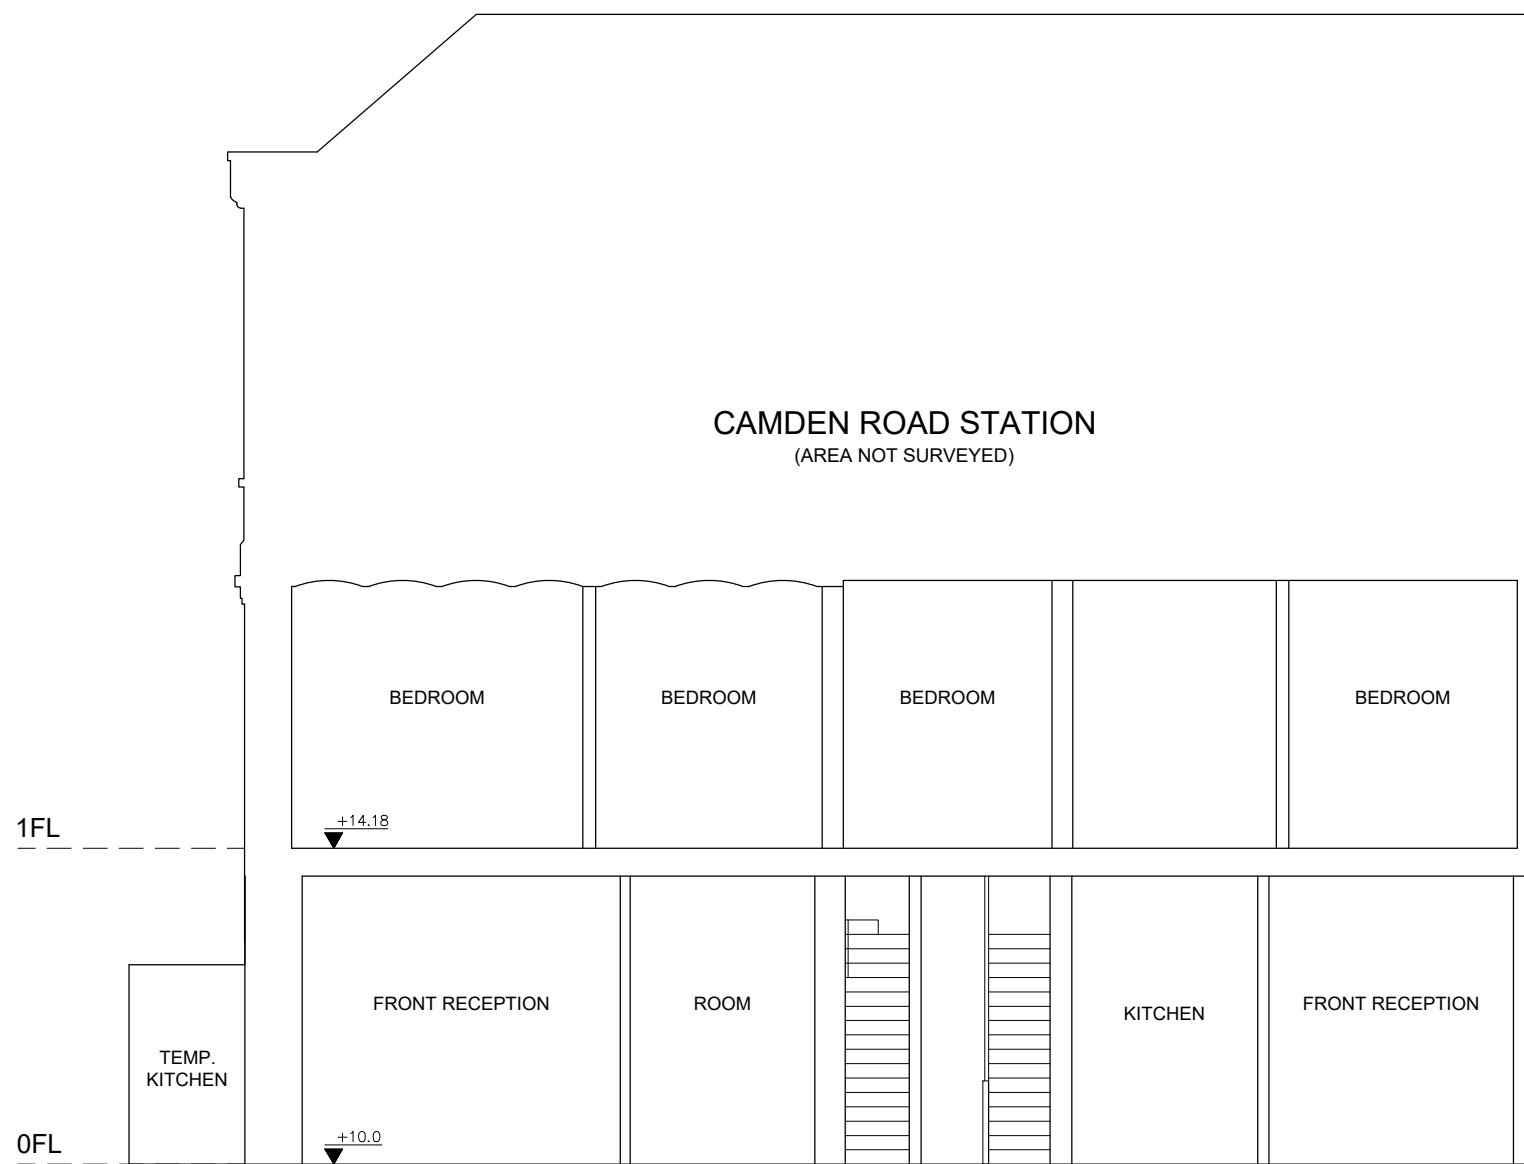 CAMDEN ROAD STATION
(AREA NOT SURVEYED)
BEDROOM
BEDROOM
BEDROOM
BEDROOM
+14.18
1FL
FRONT RECEPTION
ROOM
KITCHEN
FRONT RECEPTION
TEMP.
KITCHEN
+10.0
0FL